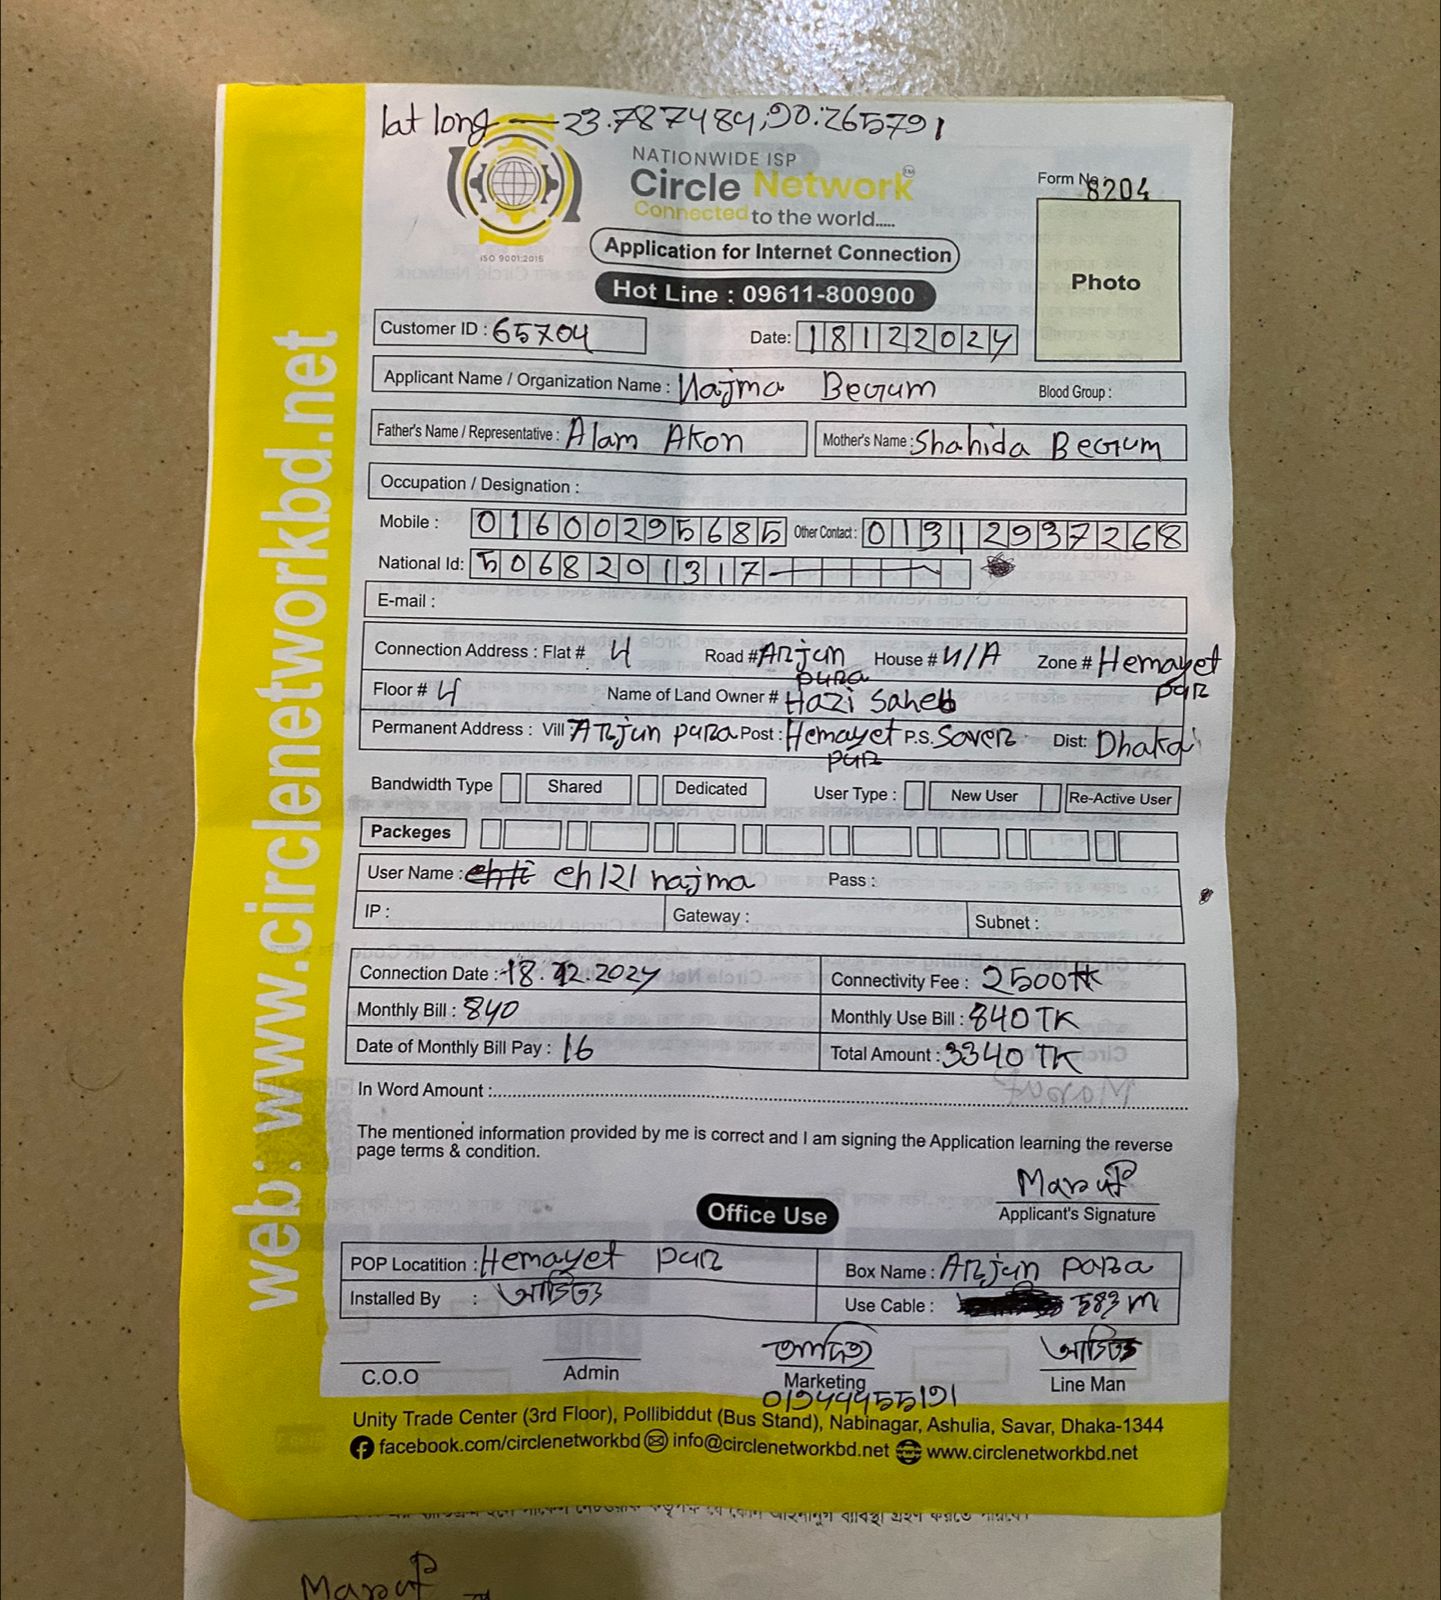 lat long — 23.787484,90.265791
NATIONWIDE ISP
Circle Network
Connected to the world.....
ISO 9001:2015
Form No 8204
Photo
Application for Internet Connection
Hot Line : 09611-800900
Customer ID : 65704 Date: 18122024
Applicant Name / Organization Name : Najma Begum Blood Group :
Father's Name / Representative : Alam Akon Mother's Name : Shahida Begum
Occupation / Designation :
Mobile : 01600295685 Other Contact : 01312937268
National Id: 5068201317
E-mail :
Connection Address : Flat # 4 Road # Arjun para House # N/A Zone # Hemayet pur
Floor # 4 Name of Land Owner # Hazi Saheb
Permanent Address : Vill Arjun para Post : Hemayet pur P.S. Saver Dist: Dhaka
Bandwidth Type Shared Dedicated User Type : New User Re-Active User
Packeges
User Name : eh121najma Pass :
IP : Gateway : Subnet :
Connection Date : 18.12.2024 Connectivity Fee : 2500tk
Monthly Bill : 840 Monthly Use Bill : 840 TK
Date of Monthly Bill Pay : 16 Total Amount : 3340 TK
In Word Amount :
The mentioned information provided by me is correct and I am signing the Application learning the reverse
page terms & condition.
Maruf
Applicant's Signature
Office Use
POP Locatition : Hemayet pur Box Name : Arjun para
Installed By : Use Cable : 583 m
C.O.O Admin Marketing Line Man
01944455191
Unity Trade Center (3rd Floor), Pollibiddut (Bus Stand), Nabinagar, Ashulia, Savar, Dhaka-1344
facebook.com/circlenetworkbd info@circlenetworkbd.net www.circlenetworkbd.net
web: www.circlenetworkbd.net
Maruf